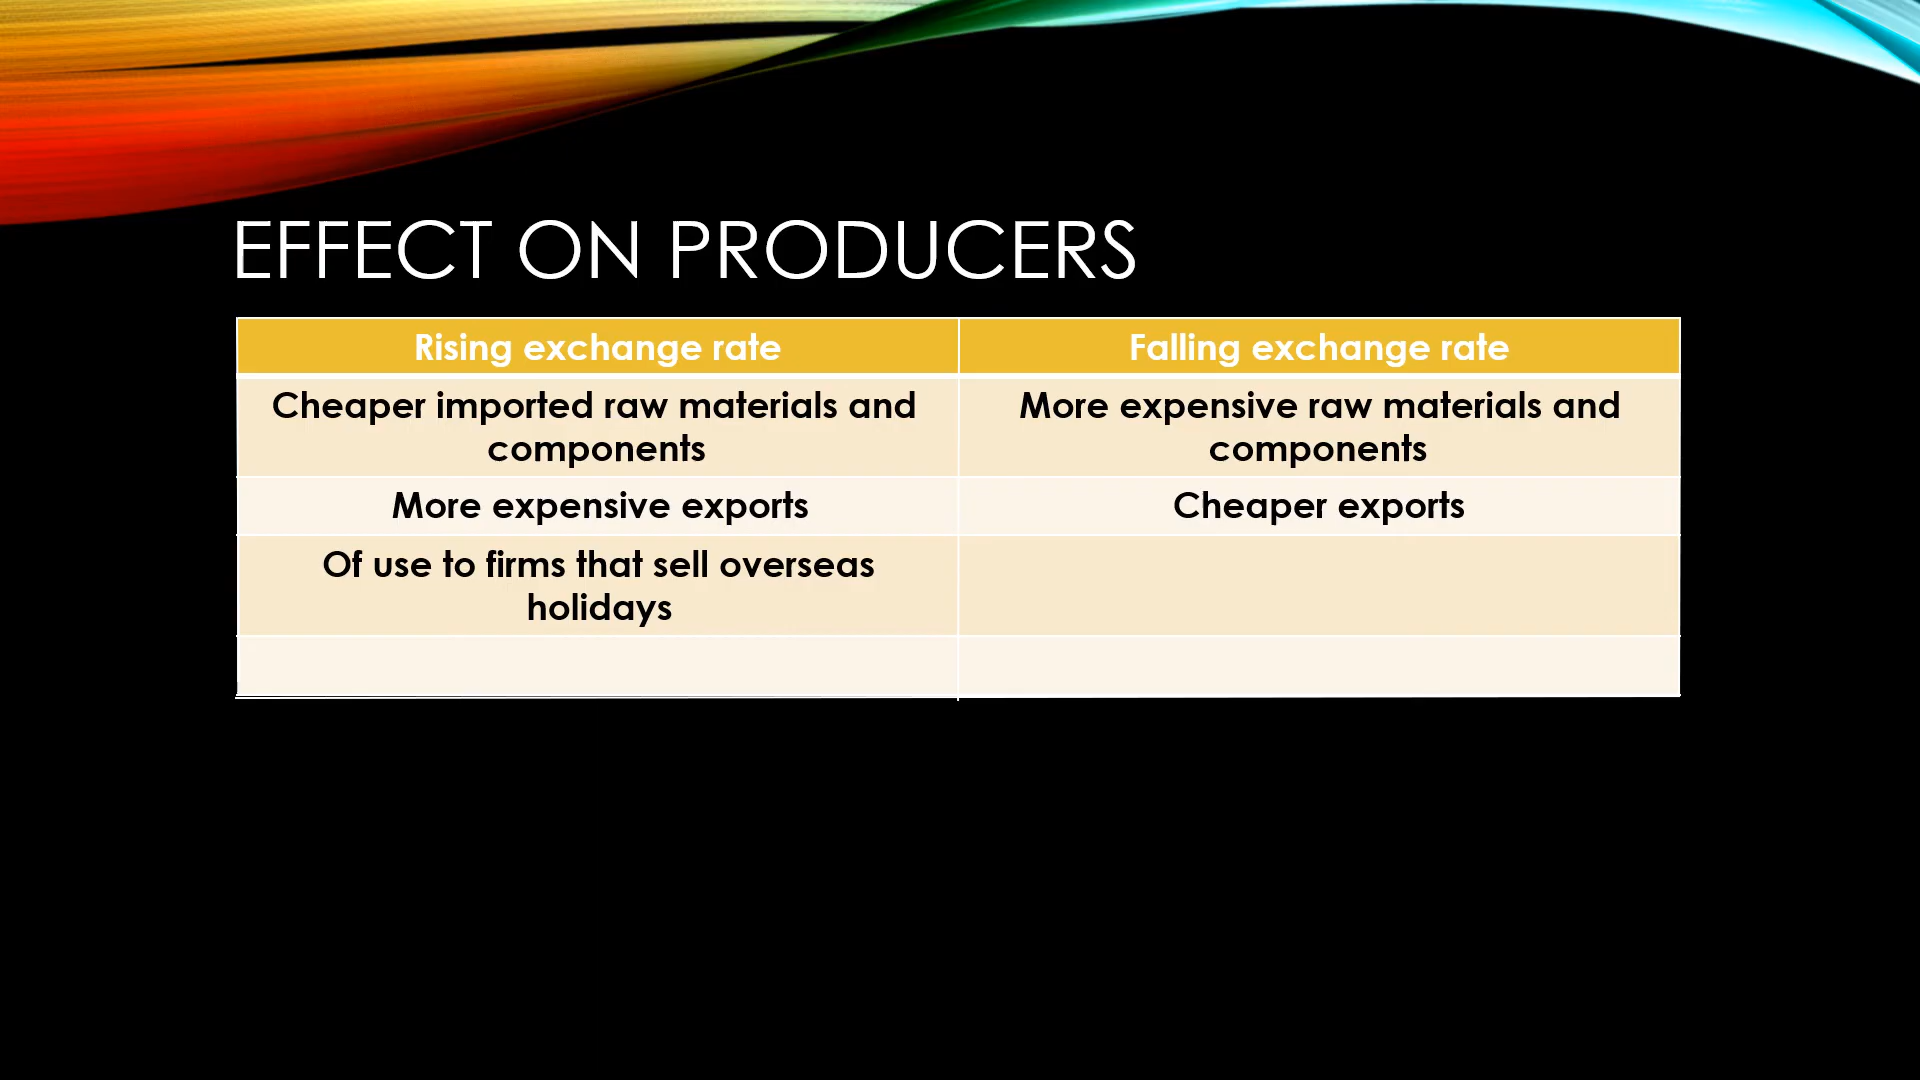 EFFECT ON PRODUCERS
Rising exchange rate
Falling exchange rate
Cheaper imported raw materials and
components
More expensive raw materials and
components
More expensive exports
Cheaper exports
Of use to firms that sell overseas
holidays